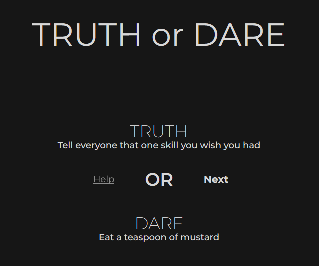 TRUTH or DARE
TRUTH
Tell everyone that one skill you wish you had
Help OR Next
DARE
Eat a teaspoon of mustard